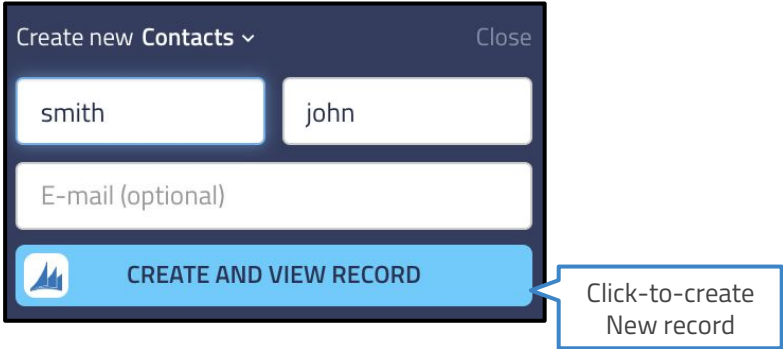 Create new Contacts
Close
smith
john
E-mail (optional)
CREATE AND VIEW RECORD
Click-to-create
New record